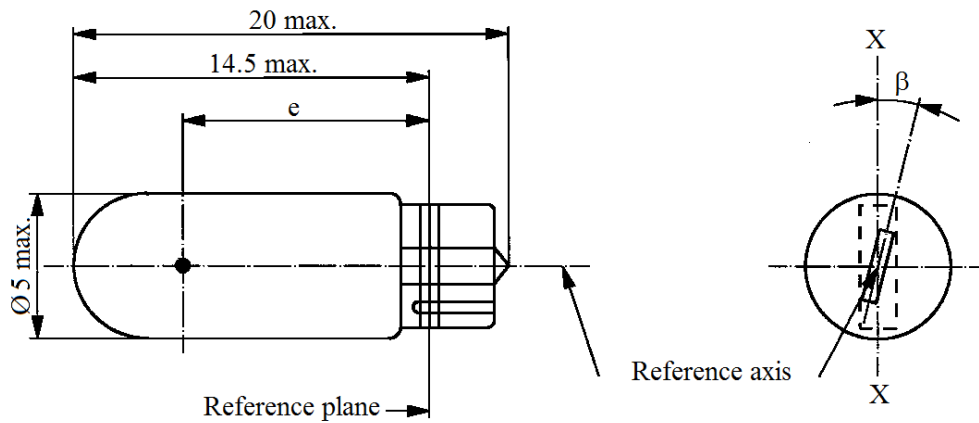 20 max.
X
14.5 max.
β
e
Ø 5 max.
Reference axis
X
Reference plane